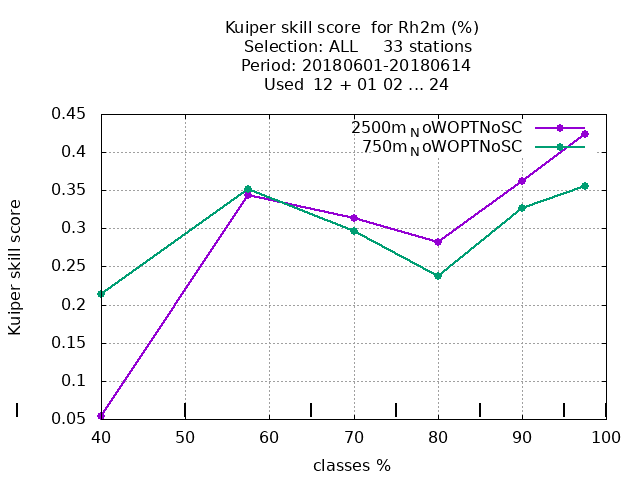 Kuiper skill score  for Rh2m (%)
Selection: ALL     33 stations
Period: 20180601-20180614
Used  12 + 01 02 ... 24
2500m_NoWOPTNoSC
750m_NoWOPTNoSC
Kuiper skill score
0.45
0.4
0.35
0.3
0.25
0.2
0.15
0.1
0.05
40 50 60 70 80 90 100
classes %